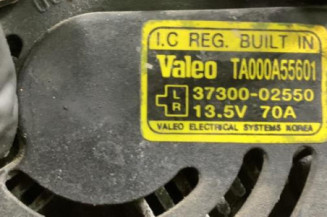 I.C REG. BUILT IN
Valeo TA000A55601
L 37300-02550
R 13.5V 70A
VALEO ELECTRICAL SYSTEMS KOREA